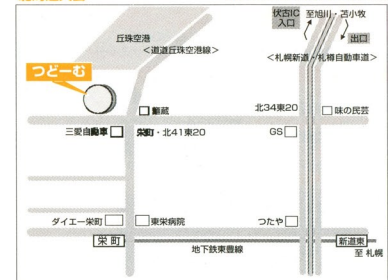 伏古IC 至旭川・苫小牧
入口
出口
丘珠空港
<道道丘珠空港線>
<札幌新道・札樽自動車道>
つどーむ
北34東20
味の民芸
三愛自動車
栄町・北41東20
GS
ダイエー栄町
東栄病院
つたや
栄町
地下鉄東豊線
新道東
至 札幌